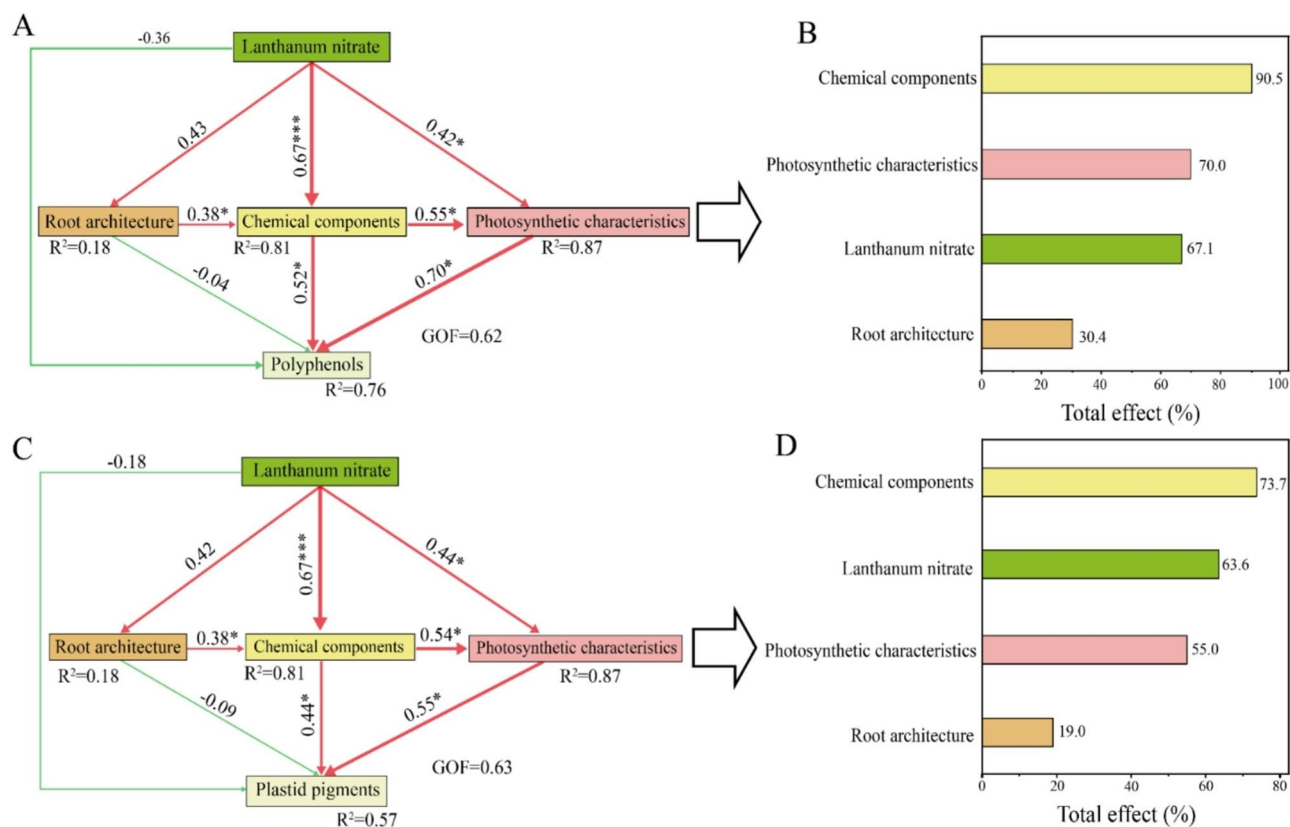 A
-0.36
Lanthanum nitrate
0.43
0.67***
0.42*
Root architecture
0.38*
Chemical components
0.55*
Photosynthetic characteristics
R²=0.18
R²=0.81
R²=0.87
-0.04
0.52*
0.70*
GOF=0.62
Polyphenols
R²=0.76
B
Chemical components
90.5
Photosynthetic characteristics
70.0
Lanthanum nitrate
67.1
Root architecture
30.4
0 20 40 60 80 100
Total effect (%)
C
-0.18
Lanthanum nitrate
0.42
0.67***
0.44*
Root architecture
0.38*
Chemical components
0.54*
Photosynthetic characteristics
R²=0.18
R²=0.81
R²=0.87
-0.09
0.44*
0.55*
GOF=0.63
Plastid pigments
R²=0.57
D
Chemical components
73.7
Lanthanum nitrate
63.6
Photosynthetic characteristics
55.0
Root architecture
19.0
0 20 40 60 80
Total effect (%)